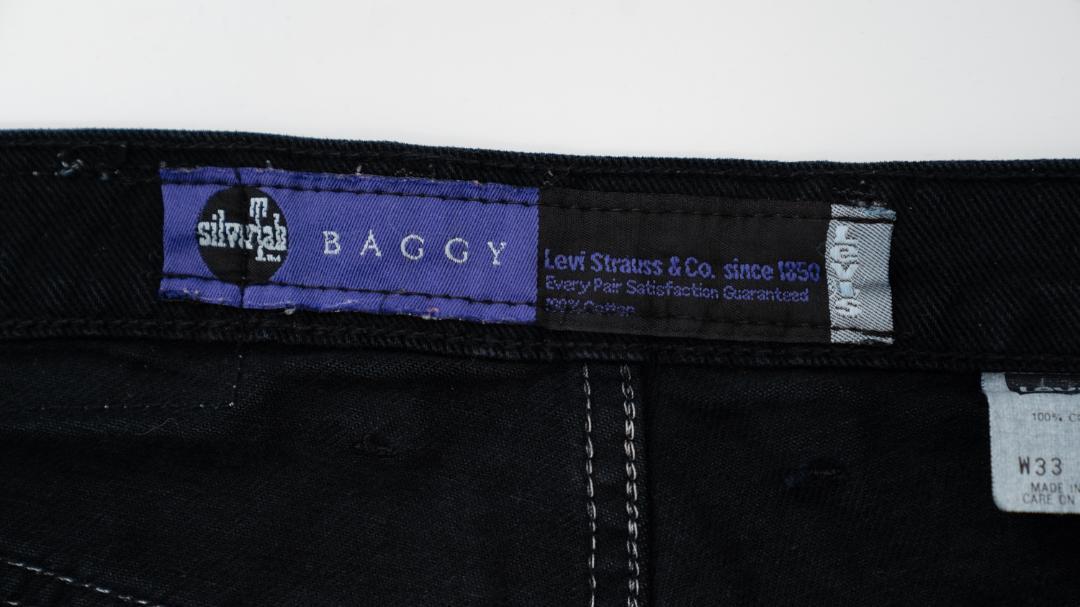 silvertab
BAGGY
Levi Strauss & Co. since 1850
Every Pair Satisfaction Guaranteed
100% Cotton
Levi's
100% C
W33
MADE IN
CARE ON